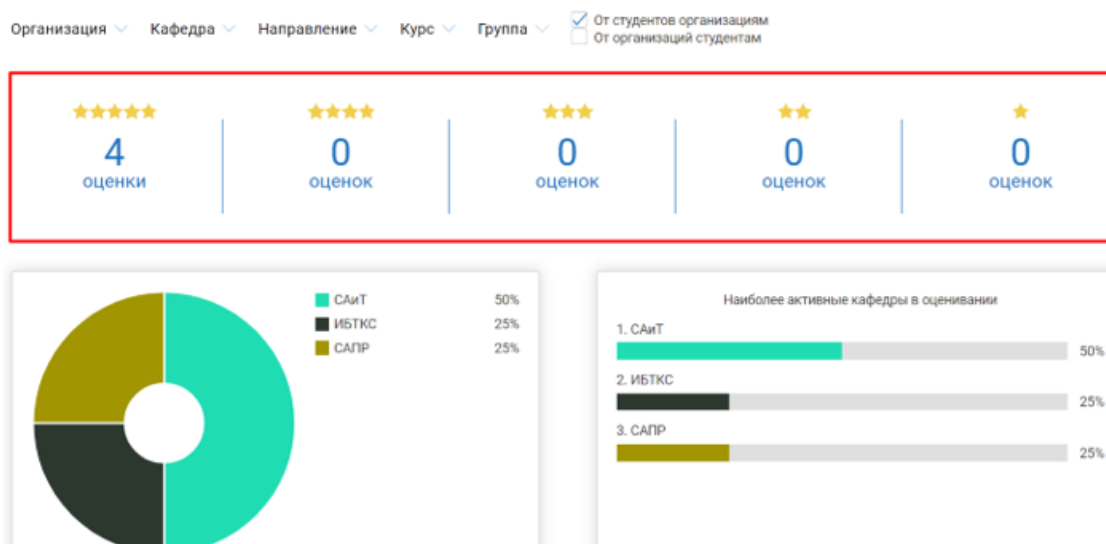 Организация Кафедра Направление Курс Группа
От студентов организациям
От организаций студентам
4 0 0 0 0
оценки оценок оценок оценок оценок
САиТ 50%
ИБТКС 25%
САПР 25%
Наиболее активные кафедры в оценивании
1. САиТ
50%
2. ИБТКС
25%
3. САПР
25%